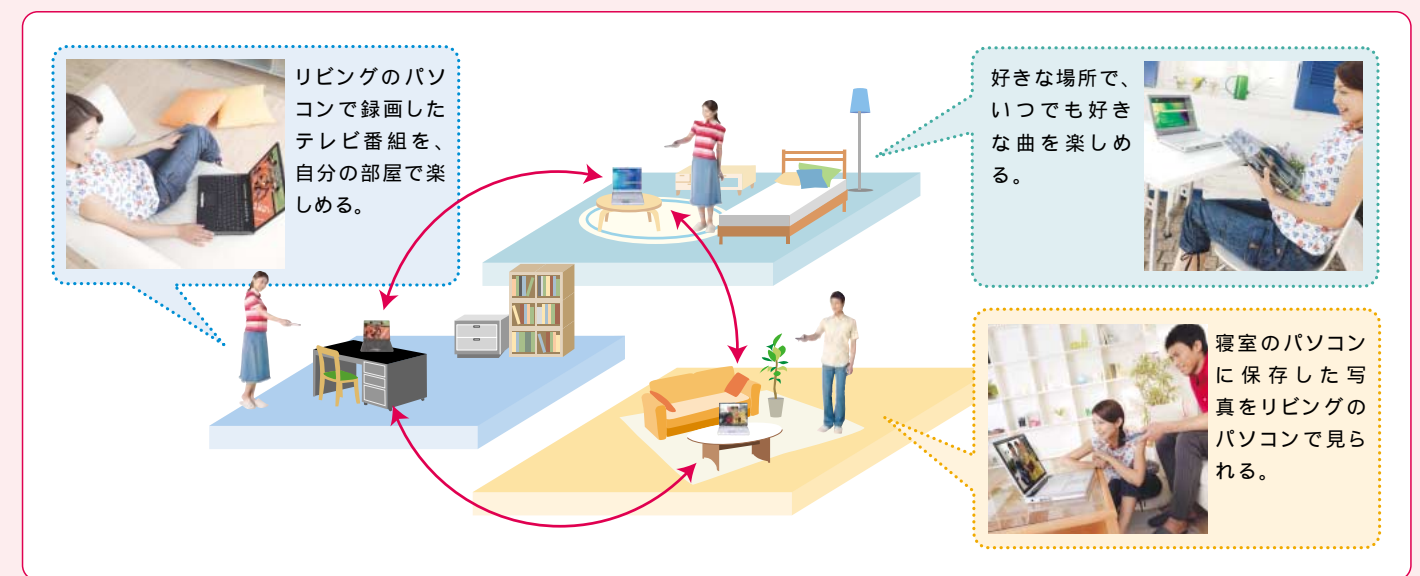 リビングのパソ
コンで録画した
テレビ番組を、
自分の部屋で楽
しめる。
好きな場所で、
いつでも好き
な曲を楽しめ
る。
寝室のパソコン
に保存した写
真をリビングの
パソコンで見ら
れる。